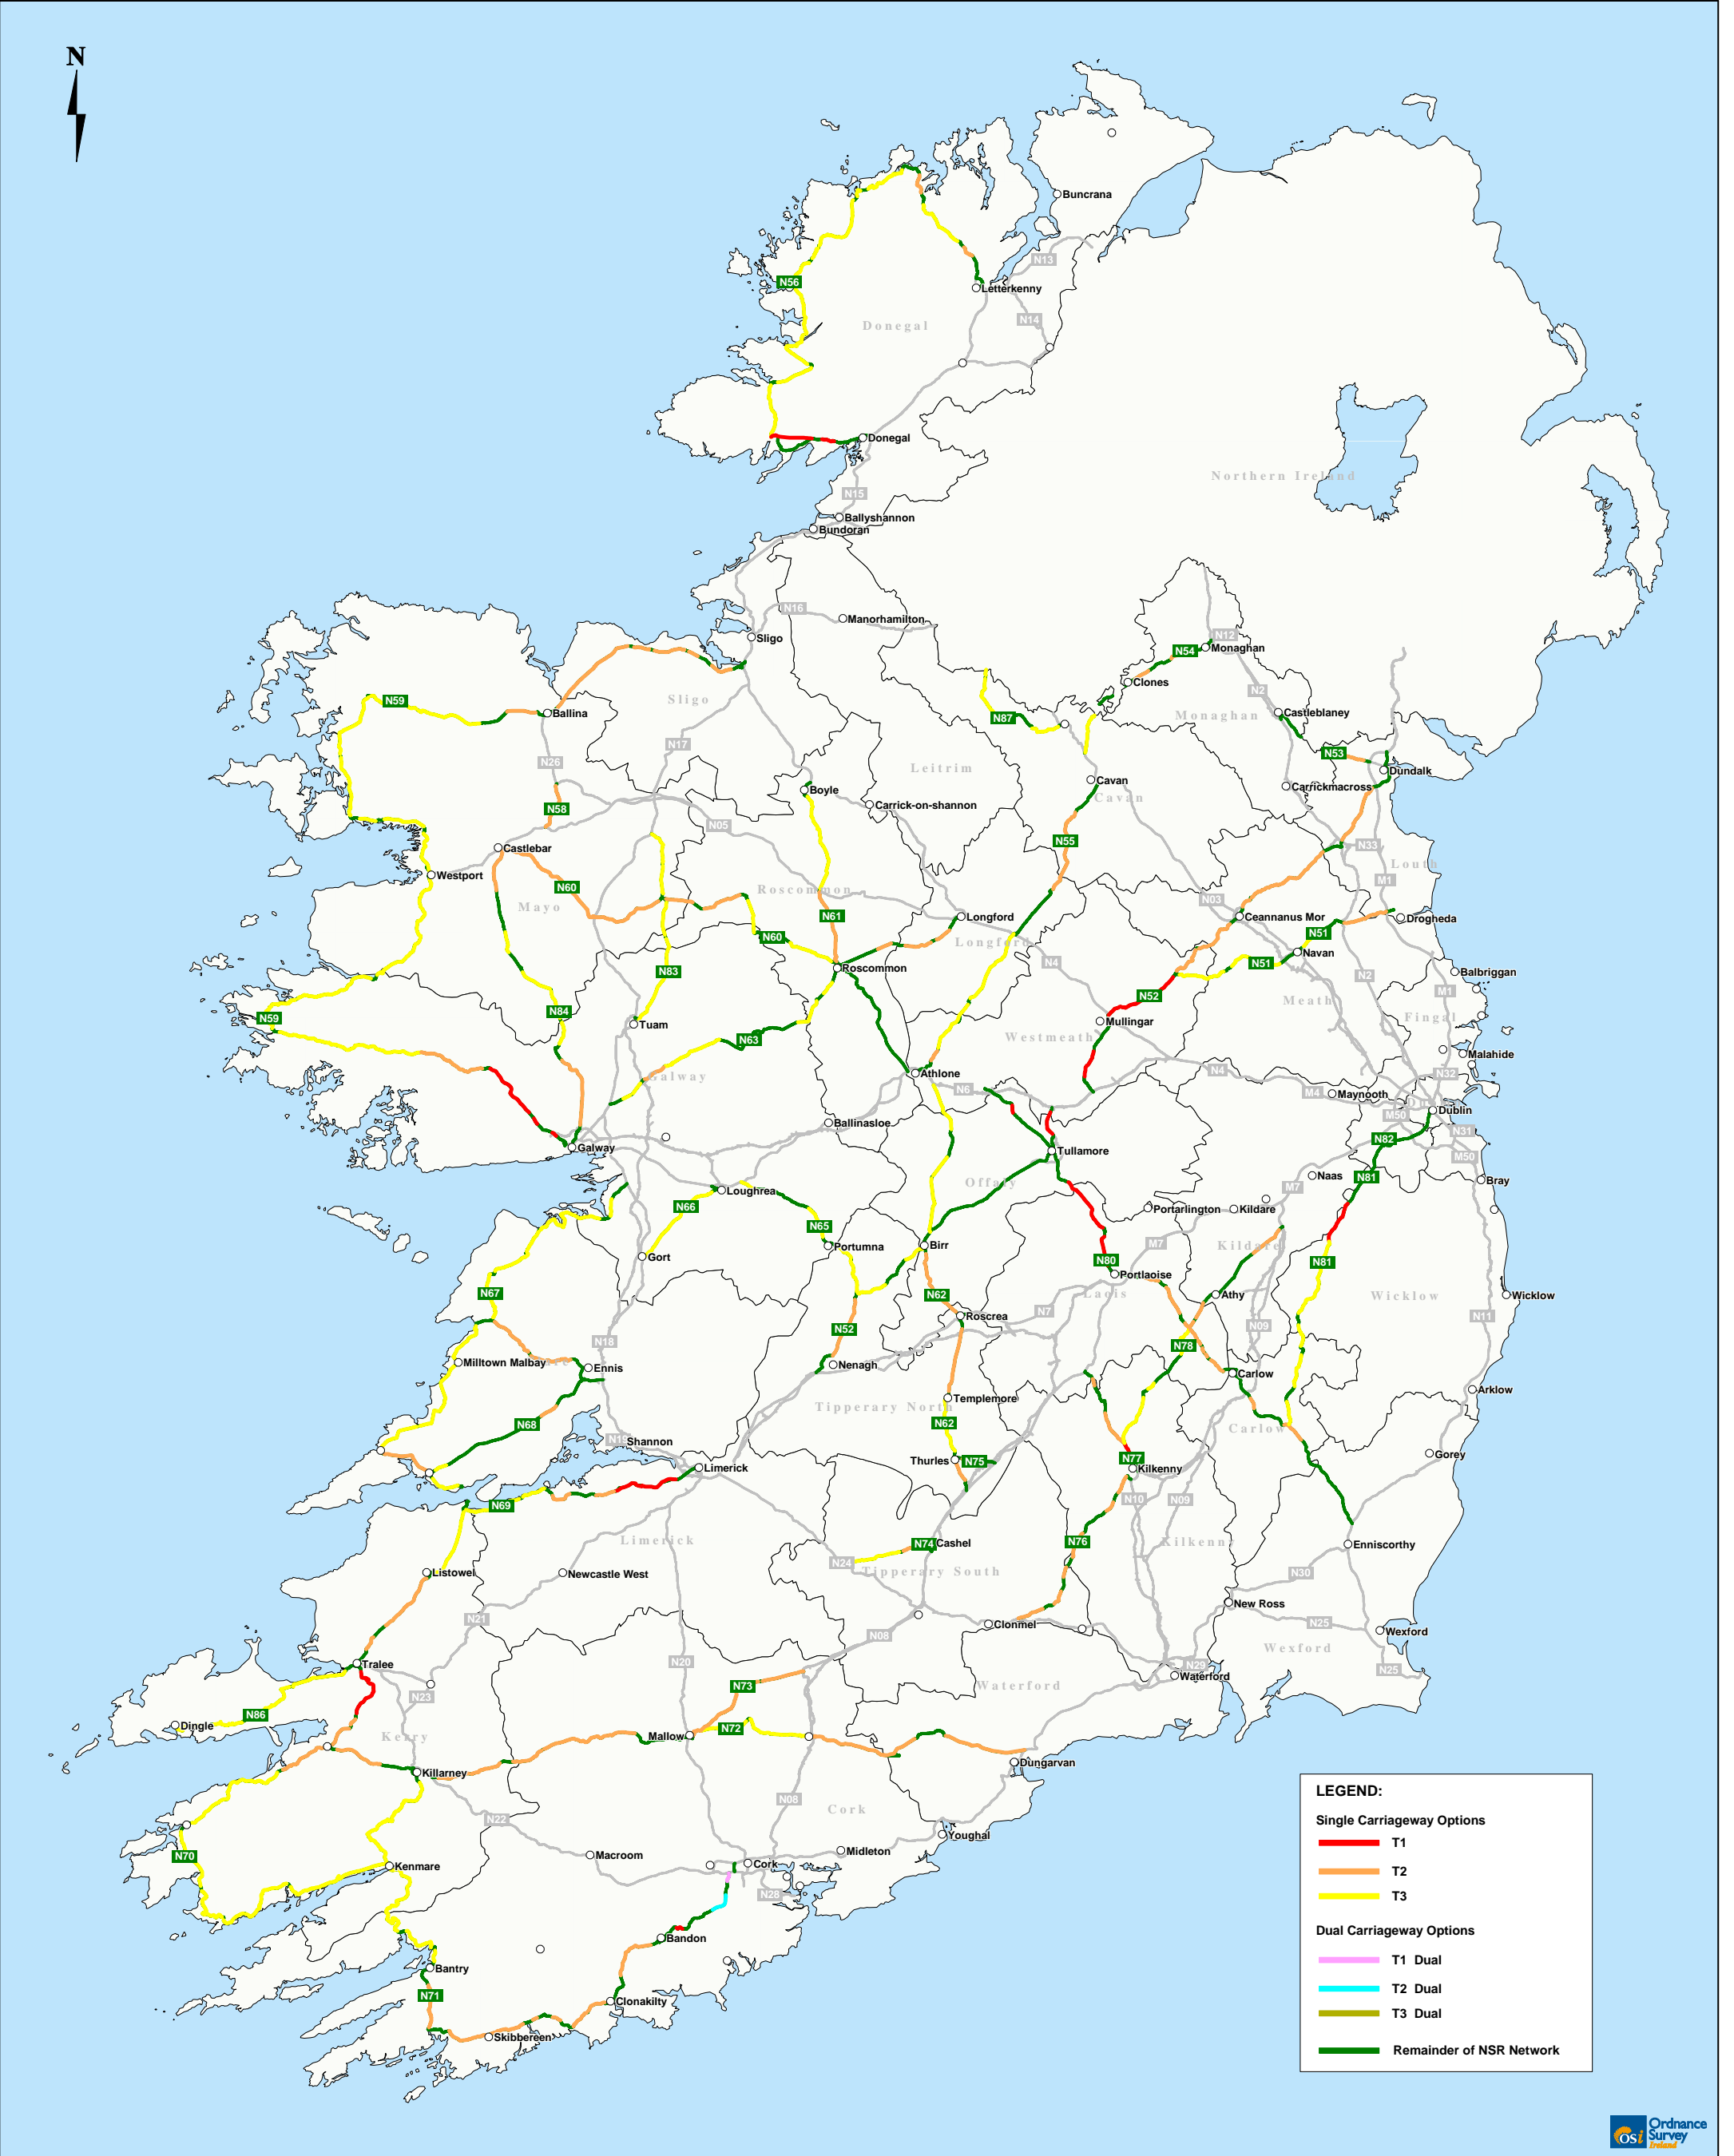 N
Buncrana
N13
N56
Letterkenny
N14
Donegal
Donegal
Northern Ireland
N15
Ballyshannon
Bundoran
N16
Manorhamilton
Sligo
N12
Monaghan
N54
Clones
N59
Sligo
N2
Ballina
Monaghan
Castleblaney
N87
N17
N53
N26
Leitrim
Dundalk
Cavan
Boyle
Carrickmacross
Cavan
Carrick-on-shannon
N58
N05
N55
Castlebar
N33
Louth
Westport
M1
N60
Roscommon
N03
Mayo
N61
Longford
Ceannanus Mor
Drogheda
N51
N60
Longford
Navan
N4
N51
Roscommon
N83
N2
Balbriggan
N52
M1
Meath
N84
N59
Mullingar
Fingal
Tuam
Westmeath
N63
Malahide
Galway
Athlone
N4
N32
N6
M4
Maynooth
Dublin
M50
Ballinasloe
N31
N82
Galway
Tullamore
M50
Naas
N81
Bray
Offaly
M7
Loughrea
N66
Portarlington
Kildare
N65
Portumna
Birr
M7
Kildare
Gort
N80
N81
Portlaoise
N67
N62
Laois
Athy
Wicklow
Wicklow
N7
Roscrea
N11
N52
N09
N18
N78
Milltown Malbay
Nenagh
Ennis
Carlow
Arklow
Templemore
Tipperary North
N68
N62
Carlow
Shannon
Gorey
N77
Thurles
N75
Limerick
Kilkenny
N69
N10
N09
Limerick
N74
Cashel
N76
Kilkenny
Enniscorthy
N24
Listowel
Newcastle West
Tipperary South
N30
New Ross
N21
Clonmel
N25
Wexford
N08
Wexford
Tralee
N20
N29
N25
Waterford
N73
Waterford
N23
N86
Dingle
N72
Mallow
Kerry
Dungarvan
Killarney
N08
Cork
N22
Youghal
N70
Macroom
Midleton
Cork
Kenmare
N28
Bandon
Bantry
N71
Clonakilty
Skibbereen
LEGEND:
Single Carriageway Options
T1
T2
T3
Dual Carriageway Options
T1 Dual
T2 Dual
T3 Dual
Remainder of NSR Network
osi
Ordnance
Survey
Ireland